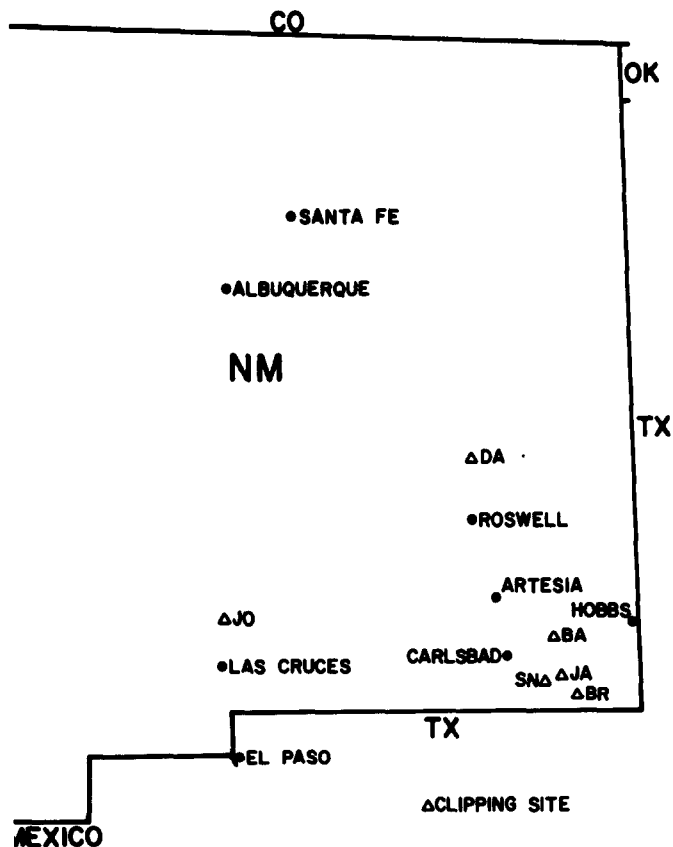 CO
OK
SANTA FE
ALBUQUERQUE
NM
TX
DA
ROSWELL
ARTESIA
HOBBS
JO
BA
CARLSBAD
LAS CRUCES
SN
JA
BR
TX
EL PASO
CLIPPING SITE
MEXICO